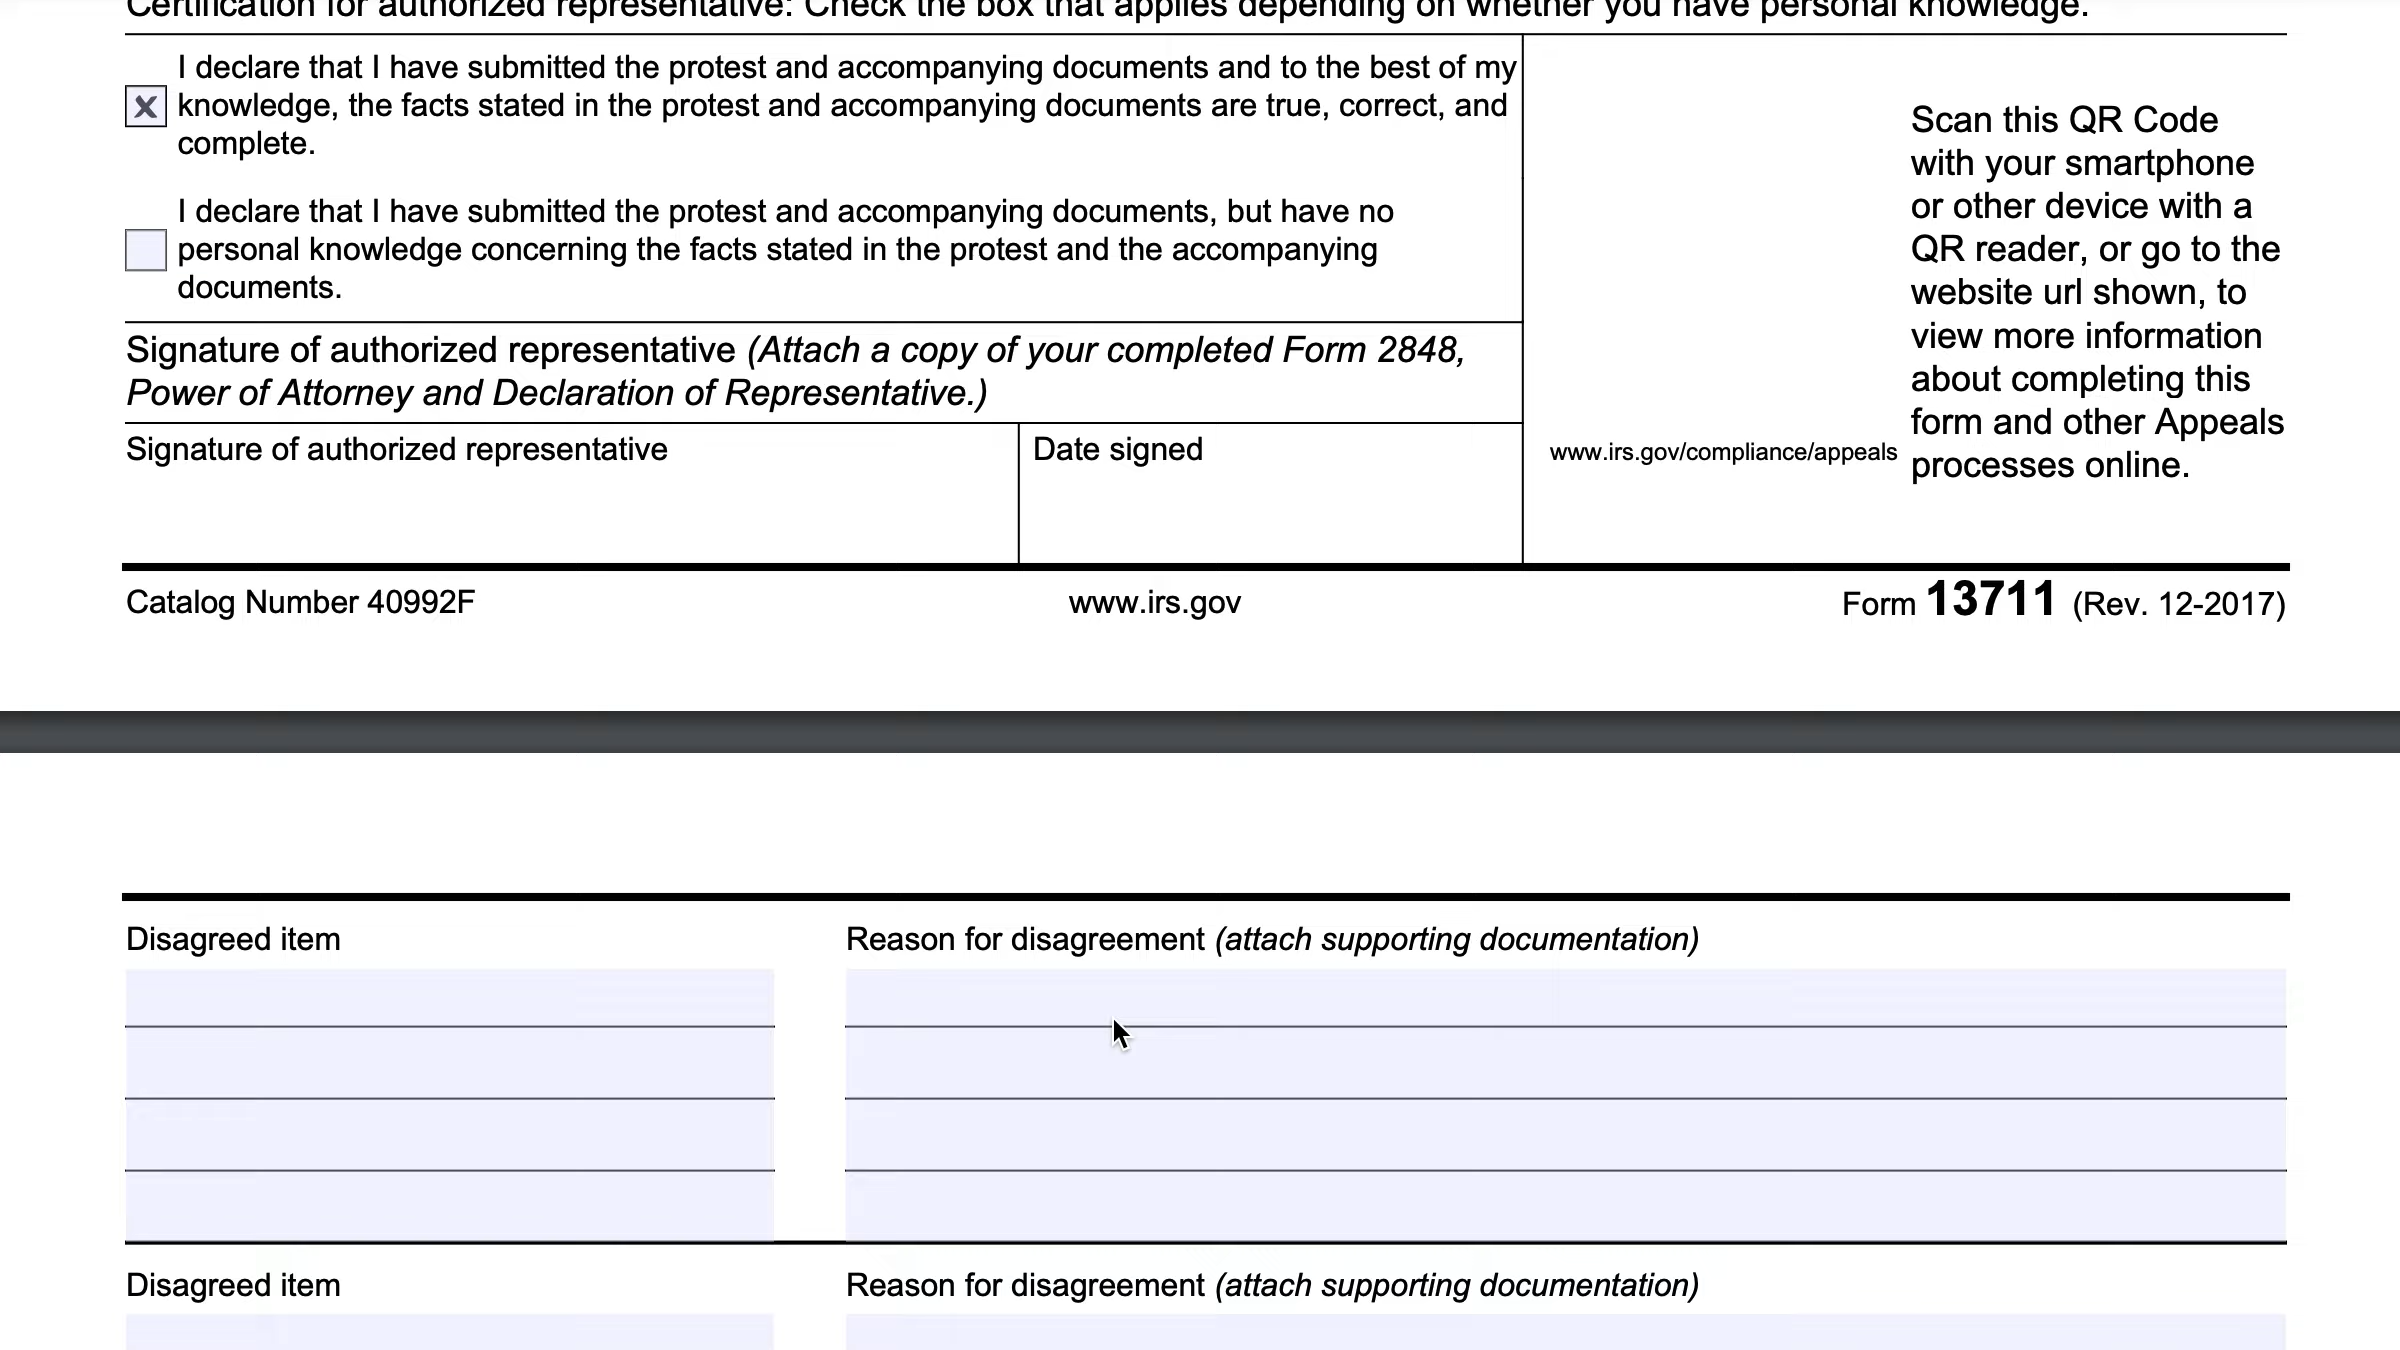 Certification for authorized representative: Check the box that applies depending on whether you have personal knowledge.
I declare that I have submitted the protest and accompanying documents and to the best of my
X knowledge, the facts stated in the protest and accompanying documents are true, correct, and
complete.
I declare that I have submitted the protest and accompanying documents, but have no
personal knowledge concerning the facts stated in the protest and the accompanying
documents.
Signature of authorized representative (Attach a copy of your completed Form 2848,
Power of Attorney and Declaration of Representative.)
Signature of authorized representative
Date signed
www.irs.gov/compliance/appeals
Scan this QR Code
with your smartphone
or other device with a
QR reader, or go to the
website url shown, to
view more information
about completing this
form and other Appeals
processes online.
Catalog Number 40992F
www.irs.gov
Form 13711 (Rev. 12-2017)
Disagreed item
Reason for disagreement (attach supporting documentation)
Disagreed item
Reason for disagreement (attach supporting documentation)